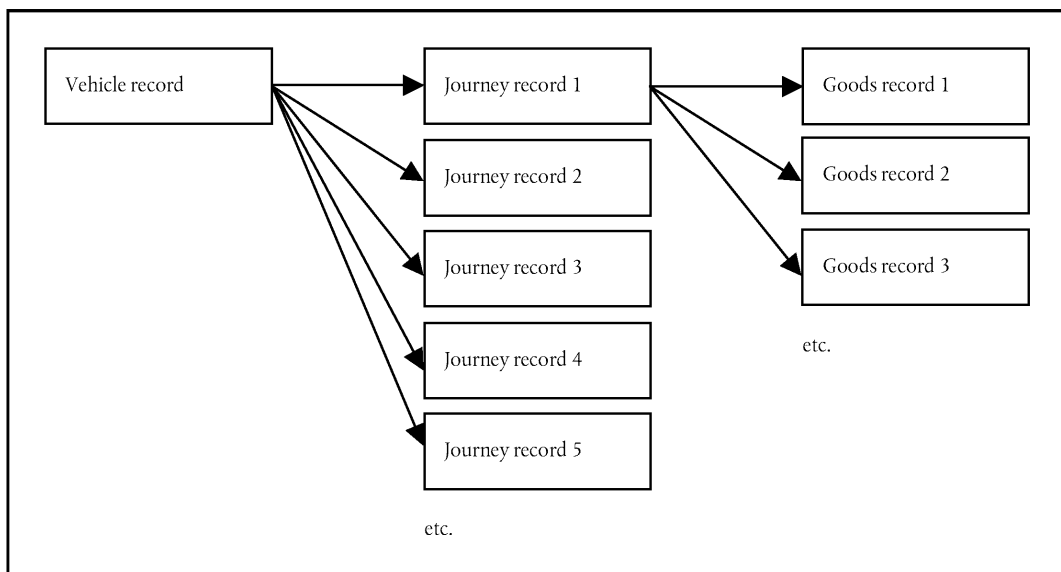 Vehicle record
Journey record 1
Journey record 2
Journey record 3
Journey record 4
Journey record 5
etc.
Goods record 1
Goods record 2
Goods record 3
etc.